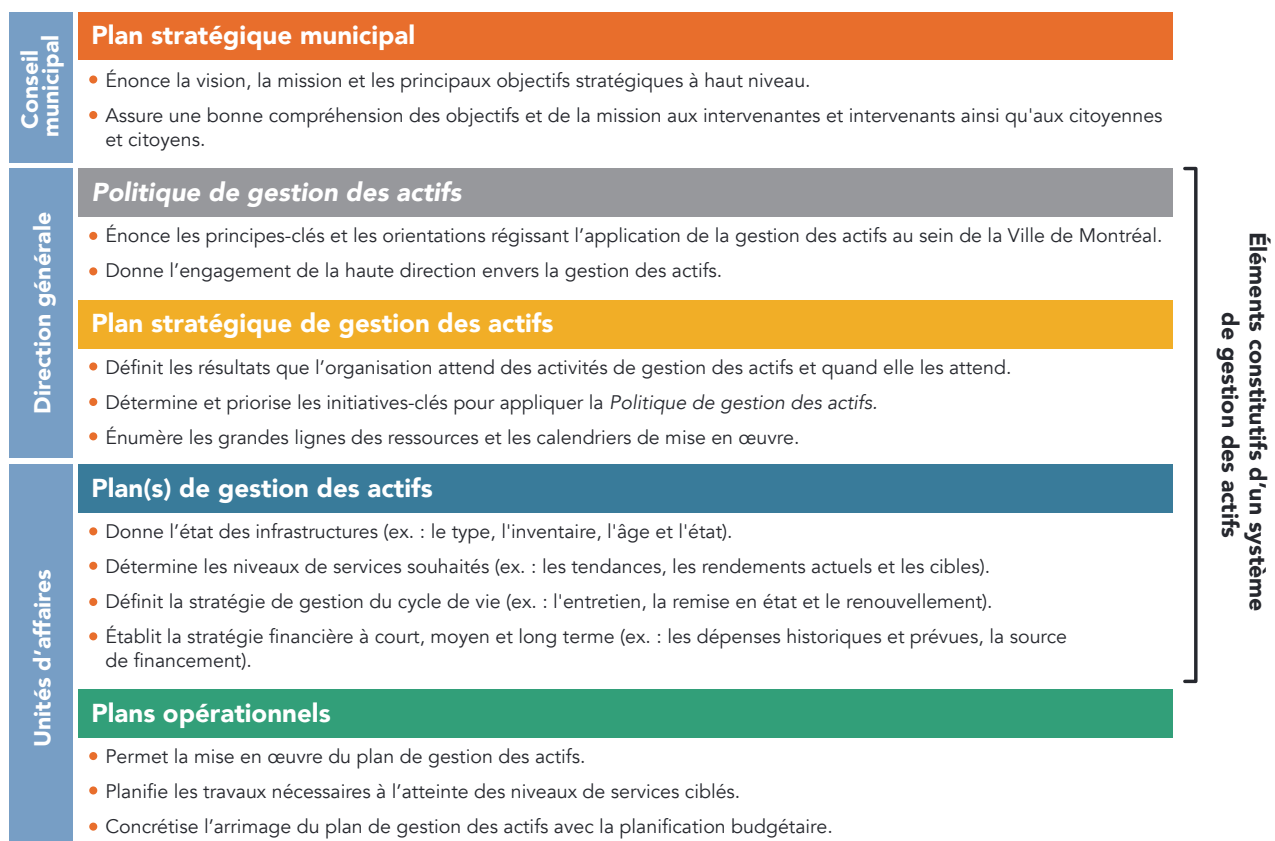 Conseil
municipal
Plan stratégique municipal
• Énonce la vision, la mission et les principaux objectifs stratégiques à haut niveau.
• Assure une bonne compréhension des objectifs et de la mission aux intervenantes et intervenants ainsi qu'aux citoyennes
et citoyens.
Direction générale
Politique de gestion des actifs
• Énonce les principes-clés et les orientations régissant l’application de la gestion des actifs au sein de la Ville de Montréal.
• Donne l’engagement de la haute direction envers la gestion des actifs.
Plan stratégique de gestion des actifs
• Définit les résultats que l’organisation attend des activités de gestion des actifs et quand elle les attend.
• Détermine et priorise les initiatives-clés pour appliquer la Politique de gestion des actifs.
• Énumère les grandes lignes des ressources et les calendriers de mise en œuvre.
Unités d’affaires
Plan(s) de gestion des actifs
• Donne l’état des infrastructures (ex. : le type, l'inventaire, l'âge et l'état).
• Détermine les niveaux de services souhaités (ex. : les tendances, les rendements actuels et les cibles).
• Définit la stratégie de gestion du cycle de vie (ex. : l'entretien, la remise en état et le renouvellement).
• Établit la stratégie financière à court, moyen et long terme (ex. : les dépenses historiques et prévues, la source
de financement).
Plans opérationnels
• Permet la mise en œuvre du plan de gestion des actifs.
• Planifie les travaux nécessaires à l’atteinte des niveaux de services ciblés.
• Concrétise l’arrimage du plan de gestion des actifs avec la planification budgétaire.
Éléments constitutifs d’un système
de gestion des actifs